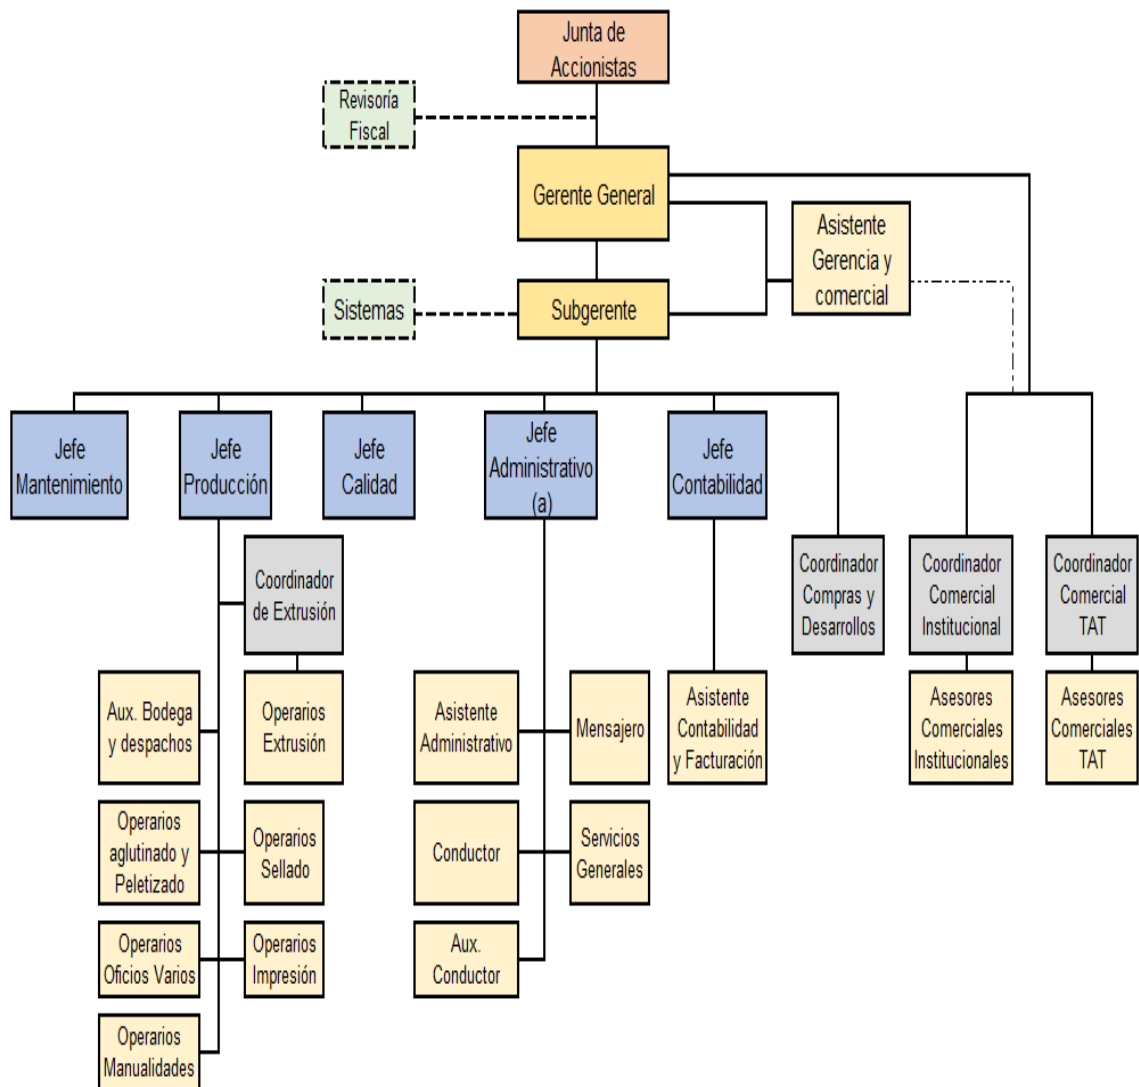 Junta de
Accionistas
Revisoría
Fiscal
Gerente General
Asistente
Gerencia y
comercial
Sistemas
Subgerente
Jefe
Mantenimiento
Jefe
Producción
Jefe
Calidad
Jefe
Administrativo
(a)
Jefe
Contabilidad
Coordinador
de Extrusión
Coordinador
Compras y
Desarrollos
Coordinador
Comercial
Institucional
Coordinador
Comercial
TAT
Aux. Bodega
y despachos
Operarios
Extrusión
Asistente
Administrativo
Mensajero
Asistente
Contabilidad
y Facturación
Asesores
Comerciales
Institucionales
Asesores
Comerciales
TAT
Operarios
aglutinado y
Peletizado
Operarios
Sellado
Conductor
Servicios
Generales
Operarios
Oficios Varios
Operarios
Impresión
Aux.
Conductor
Operarios
Manualidades